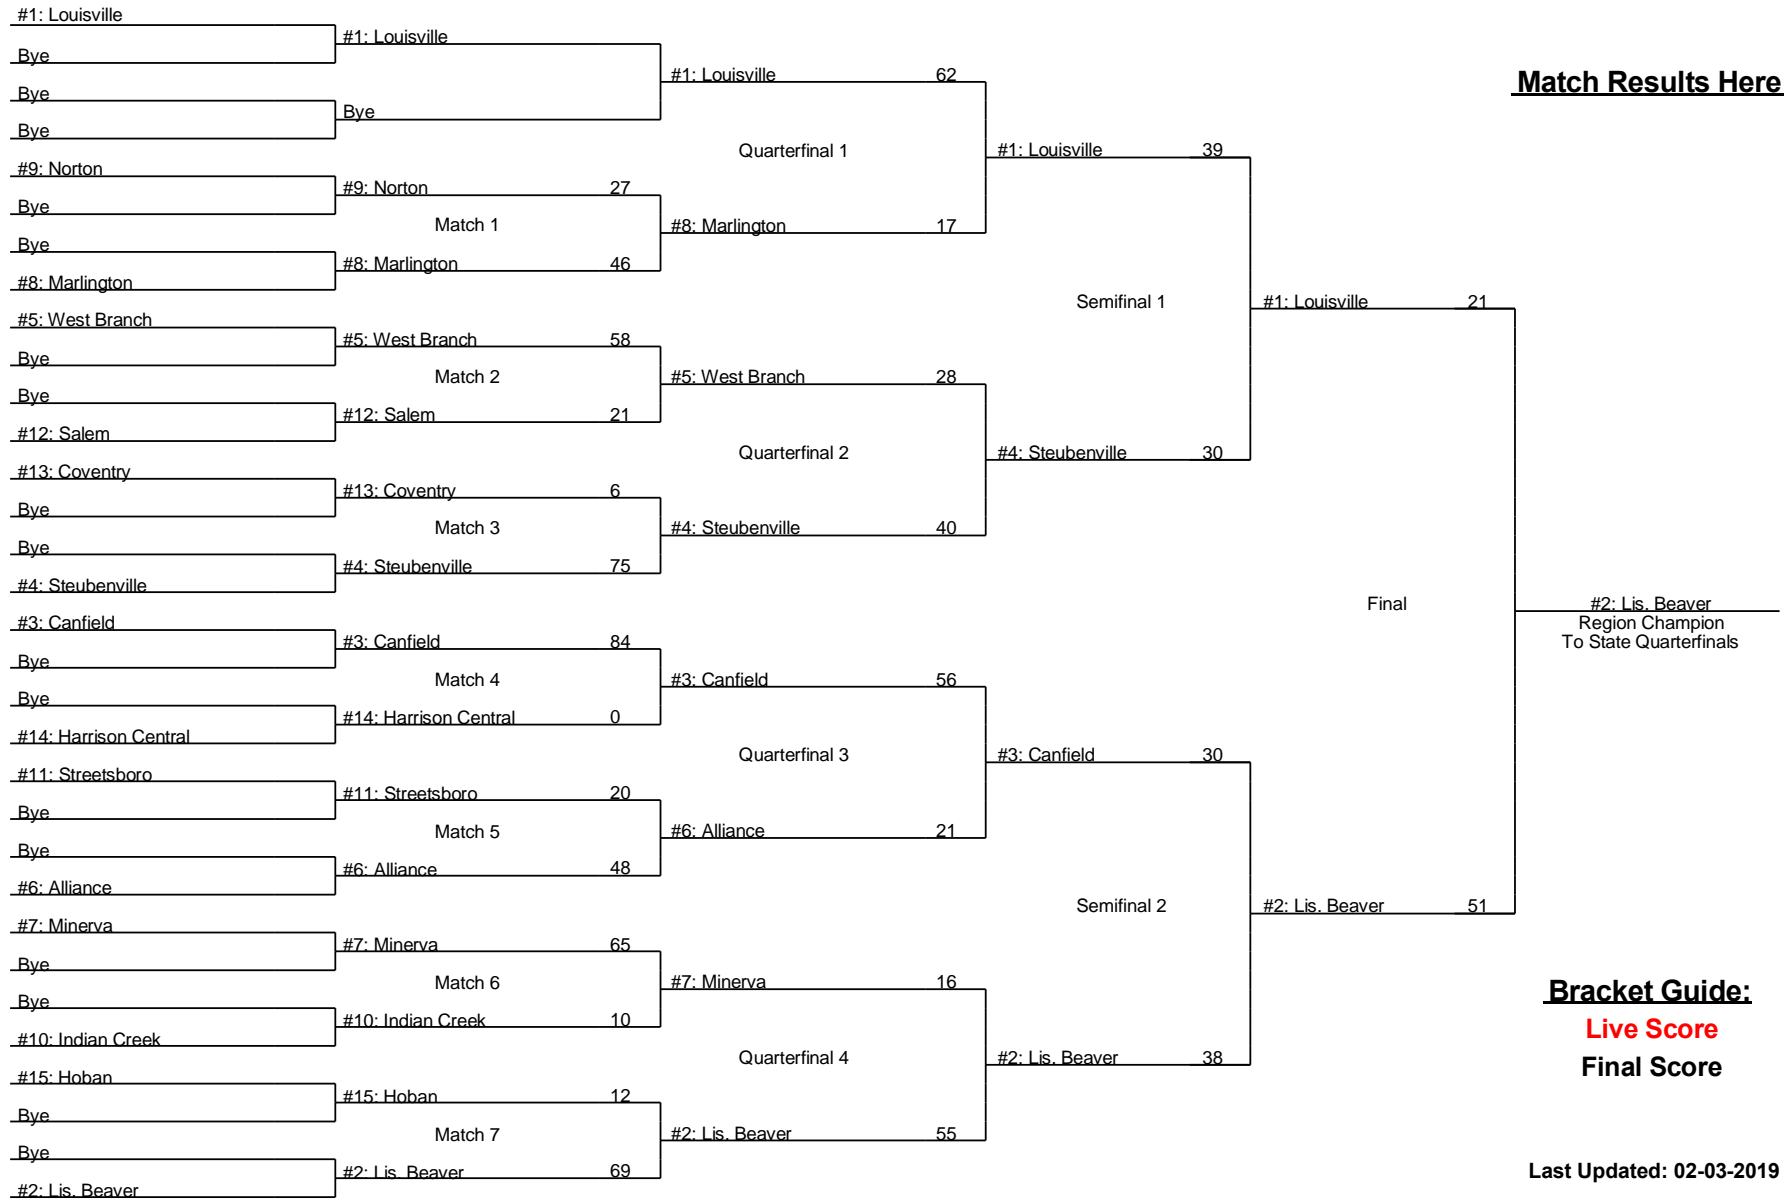 #1: Louisville
Bye
Bye
Bye
#9: Norton
Bye
Bye
#8: Marlington
#5: West Branch
Bye
Bye
#12: Salem
#13: Coventry
Bye
Bye
#4: Steubenville
#3: Canfield
Bye
Bye
#14: Harrison Central
#11: Streetsboro
Bye
Bye
#6: Alliance
#7: Minerva
Bye
Bye
#10: Indian Creek
#15: Hoban
Bye
Bye
#2: Lis. Beaver
#1: Louisville
Bye
#9: Norton 27
Match 1
#8: Marlington 46
#5: West Branch 58
Match 2
#12: Salem 21
#13: Coventry 6
Match 3
#4: Steubenville 75
#3: Canfield 84
Match 4
#14: Harrison Central 0
#11: Streetsboro 20
Match 5
#6: Alliance 48
#7: Minerva 65
Match 6
#10: Indian Creek 10
#15: Hoban 12
Match 7
#2: Lis. Beaver 69
#1: Louisville 62
Quarterfinal 1
#8: Marlington 17
#5: West Branch 28
Quarterfinal 2
#4: Steubenville 40
#3: Canfield 56
Quarterfinal 3
#6: Alliance 21
#7: Minerva 16
Quarterfinal 4
#2: Lis. Beaver 55
#1: Louisville 39
Semifinal 1
#4: Steubenville 30
#3: Canfield 30
Semifinal 2
#2: Lis. Beaver 38
#1: Louisville 21
Final
#2: Lis. Beaver 51
Match Results Here
#2: Lis. Beaver
Region Champion
To State Quarterfinals
Bracket Guide:
Live Score
Final Score
Last Updated: 02-03-2019